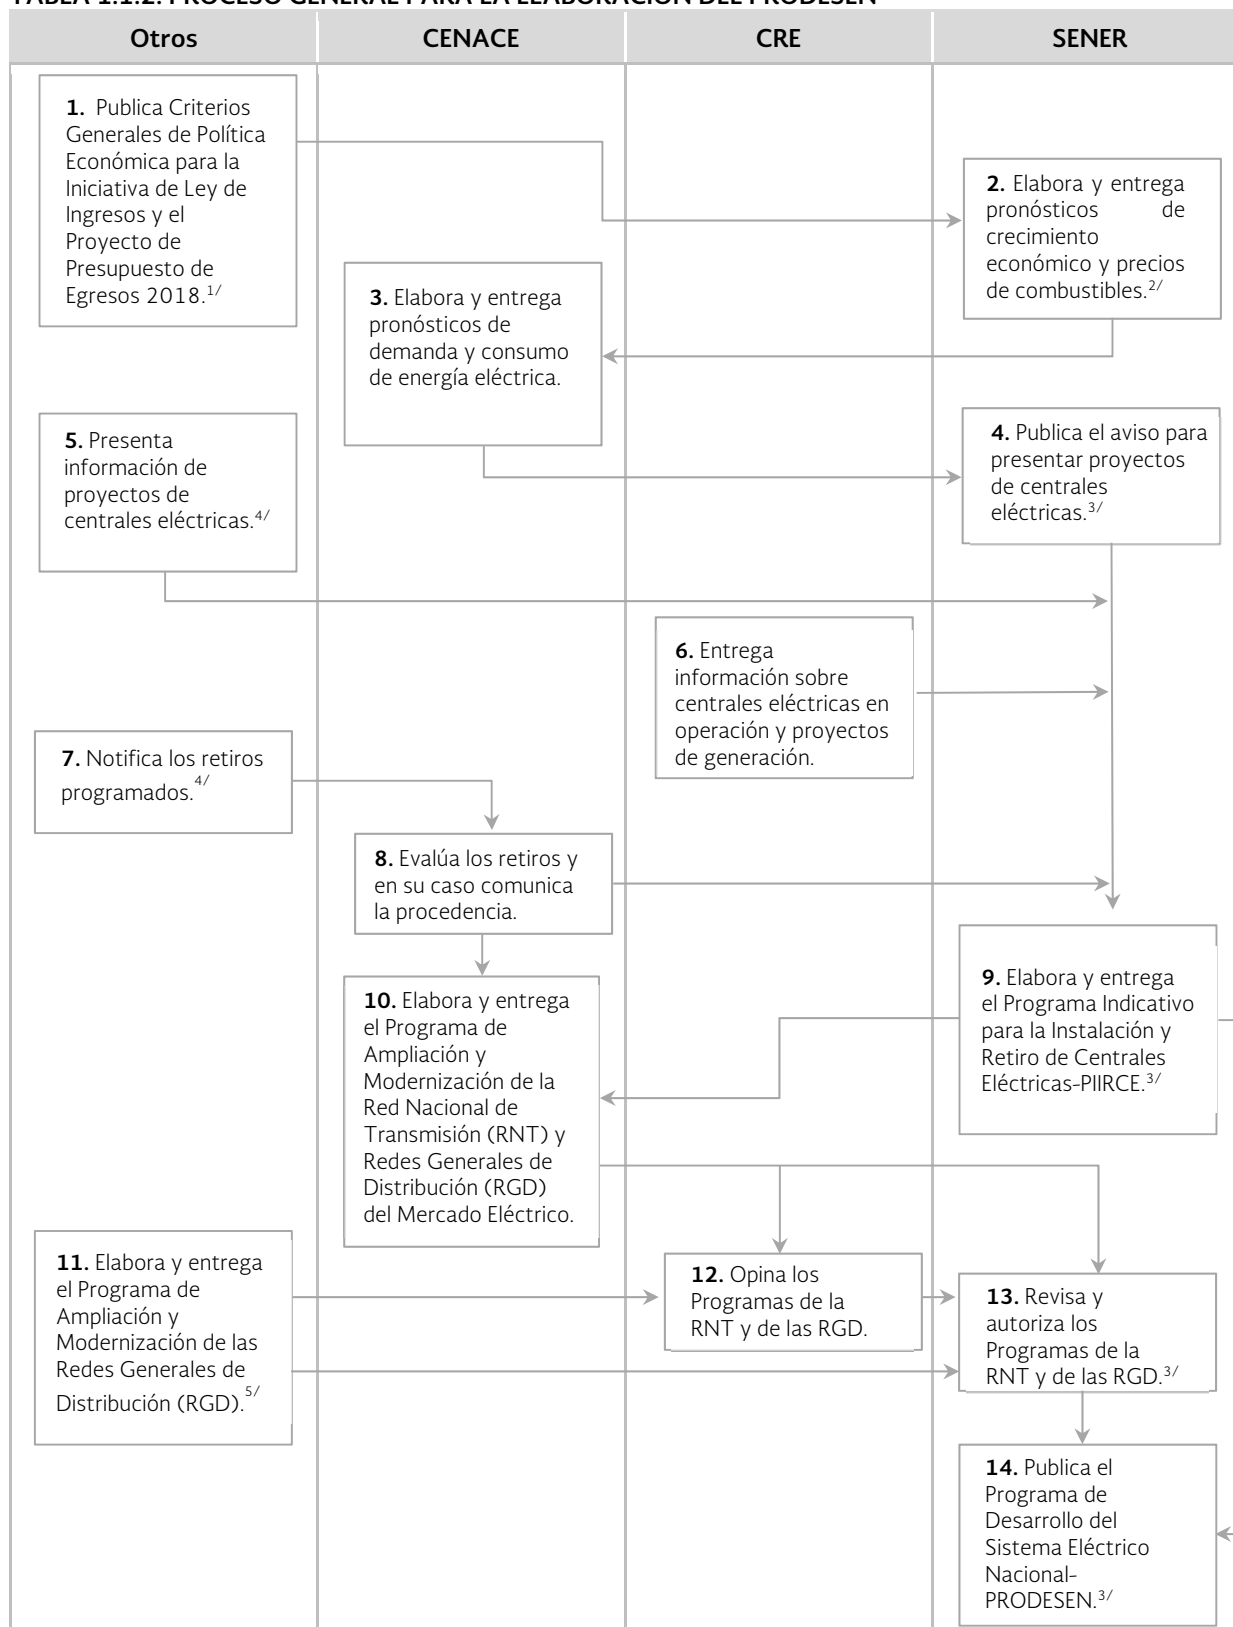 TABLA 1.1.2. PROCESO GENERAL PARA LA ELABORACIÓN DEL PRODESEN
Otros
CENACE
CRE
SENER
1. Publica Criterios
Generales de Política
Económica para la
Iniciativa de Ley de
Ingresos y el
Proyecto de
Presupuesto de
Egresos 2018.1/
2. Elabora y entrega
pronósticos de
crecimiento
económico y precios
de combustibles.2/
3. Elabora y entrega
pronósticos de
demanda y consumo
de energía eléctrica.
4. Publica el aviso para
presentar proyectos
de centrales
eléctricas.3/
5. Presenta
información de
proyectos de
centrales eléctricas.4/
6. Entrega
información sobre
centrales eléctricas en
operación y proyectos
de generación.
7. Notifica los retiros
programados.4/
8. Evalúa los retiros y
en su caso comunica
la procedencia.
9. Elabora y entrega
el Programa Indicativo
para la Instalación y
Retiro de Centrales
Eléctricas-PIIRCE.3/
10. Elabora y entrega
el Programa de
Ampliación y
Modernización de la
Red Nacional de
Transmisión (RNT) y
Redes Generales de
Distribución (RGD)
del Mercado Eléctrico.
11. Elabora y entrega
el Programa de
Ampliación y
Modernización de las
Redes Generales de
Distribución (RGD).5/
12. Opina los
Programas de la
RNT y de las RGD.
13. Revisa y
autoriza los
Programas de la
RNT y de las RGD.3/
14. Publica el
Programa de
Desarrollo del
Sistema Eléctrico
Nacional-
PRODESEN.3/